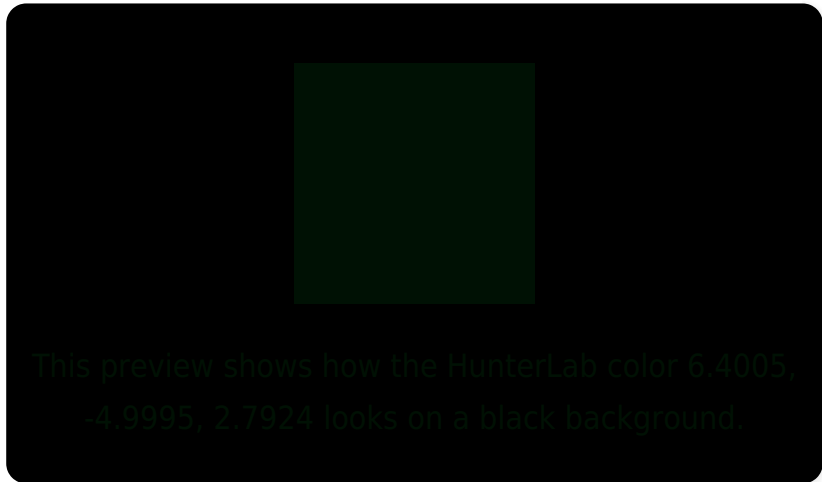 This preview shows how the HunterLab color 6.4005,
-4.9995, 2.7924 looks on a black background.